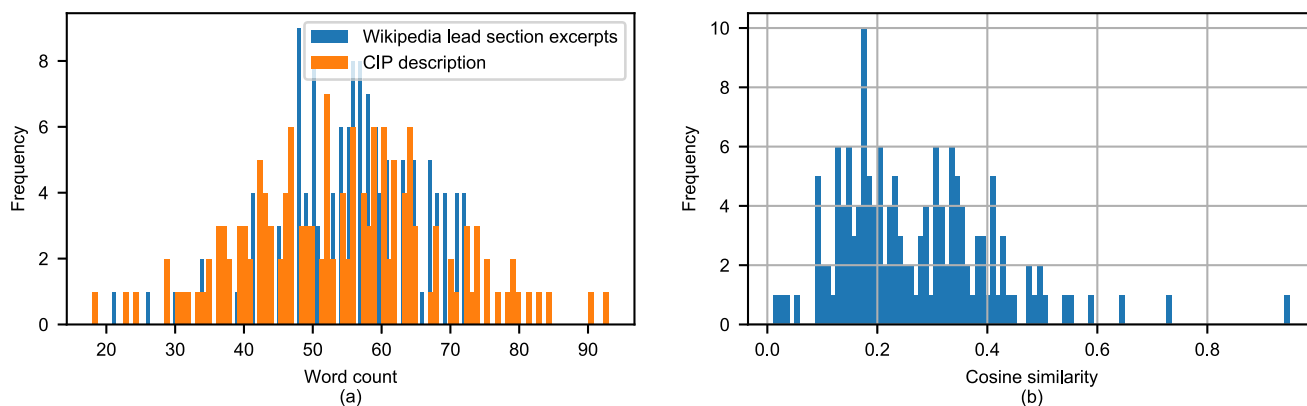 8
6
4
2
0
Frequency
Wikipedia lead section excerpts
CIP description
20 30 40 50 60 70 80 90
Word count
(a)
10
8
6
4
2
0
Frequency
0.0 0.2 0.4 0.6 0.8
Cosine similarity
(b)